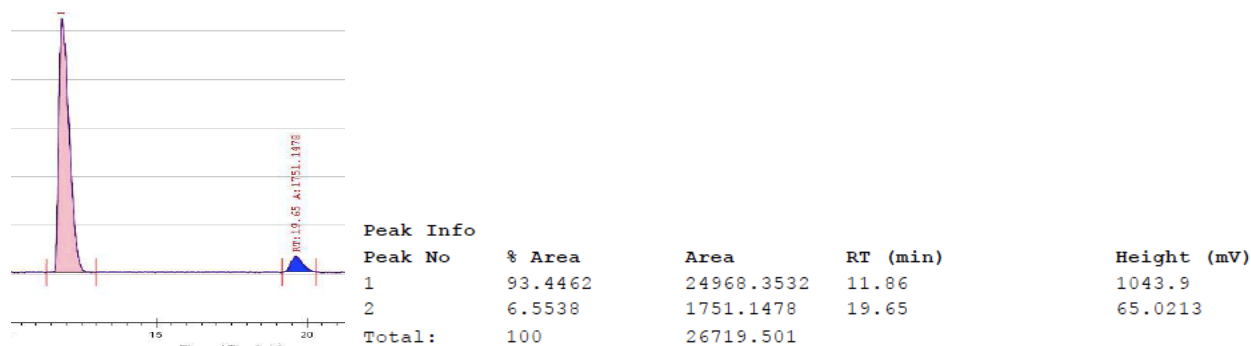 RT:19.65 A:1751.1478
15 20
Peak Info
Peak No % Area Area RT (min) Height (mV)
1 93.4462 24968.3532 11.86 1043.9
2 6.5538 1751.1478 19.65 65.0213
Total: 100 26719.501